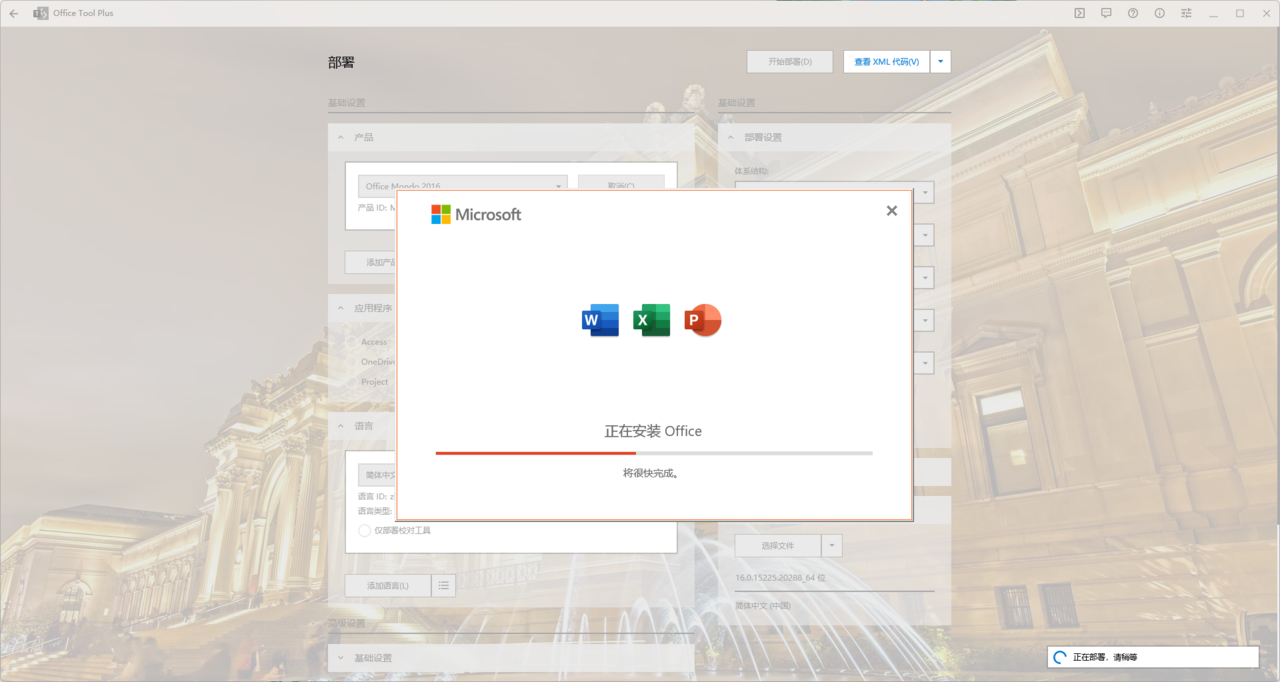 Office Tool Plus
部署
开始部署(D)
查看 XML 代码(V)
基础设置
基础设置
产品
部署设置
Office Mondo 2016
取消(C)
体系结构:
产品 ID: M
Microsoft
添加产品
应用程序
Access
OneDrive
Project
W
X
P
语言
正在安装 Office
将很快完成。
简体中文
语言 ID: z
语言类型:
仅部署校对工具
选择文件
添加语言(L)
16.0.15225.20288_64 位
简体中文 (中国)
高级设置
基础设置
正在部署，请稍等